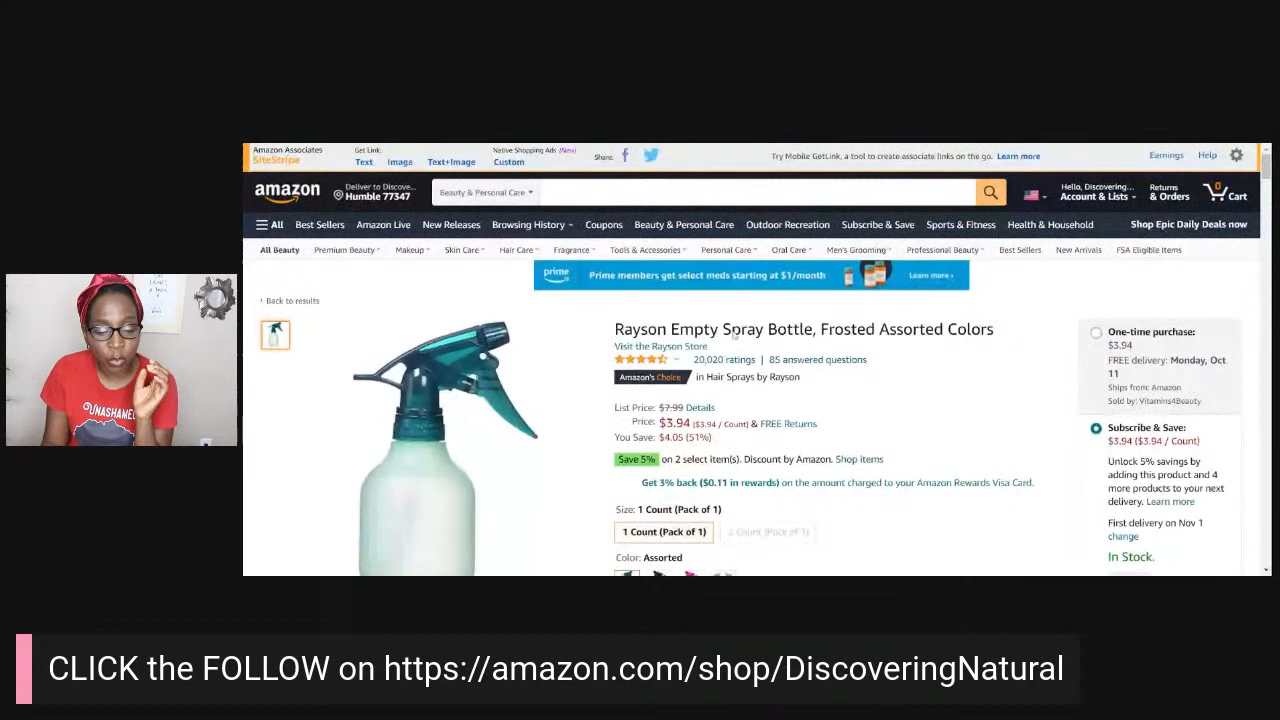 Amazon Associates
SiteStripe
Get Link:
Text Image Text+Image
Native Shopping Ads (New)
Custom
Share:
Try Mobile GetLink, a tool to create associate links on the go. Learn more
Earnings Help
amazon
Deliver to Discove...
Humble 77347
Beauty & Personal Care
Hello, Discovering...
Account & Lists
Returns
& Orders
0
Cart
All Best Sellers Amazon Live New Releases Browsing History Coupons Beauty & Personal Care Outdoor Recreation Subscribe & Save Sports & Fitness Health & Household Shop Epic Daily Deals now
All Beauty Premium Beauty Makeup Skin Care Hair Care Fragrance Tools & Accessories Personal Care Oral Care Men's Grooming Professional Beauty Best Sellers New Arrivals FSA Eligible Items
prime Prime members get select meds starting at $1/month Learn more
Back to results
Rayson Empty Spray Bottle, Frosted Assorted Colors
Visit the Rayson Store
20,020 ratings | 85 answered questions
Amazon's Choice in Hair Sprays by Rayson
List Price: $7.99 Details
Price: $3.94 ($3.94 / Count) & FREE Returns
You Save: $4.05 (51%)
Save 5% on 2 select item(s). Discount by Amazon. Shop items
Get 3% back ($0.11 in rewards) on the amount charged to your Amazon Rewards Visa Card.
Size: 1 Count (Pack of 1)
1 Count (Pack of 1) 2 Count (Pack of 1)
Color: Assorted
One-time purchase:
$3.94
FREE delivery: Monday, Oct
11
Ships from: Amazon
Sold by: Vitamins4Beauty
Subscribe & Save:
$3.94 ($3.94 / Count)
Unlock 5% savings by
adding this product and 4
more products to your next
delivery. Learn more
First delivery on Nov 1
change
In Stock.
UNASHAMED
CLICK the FOLLOW on https://amazon.com/shop/DiscoveringNatural